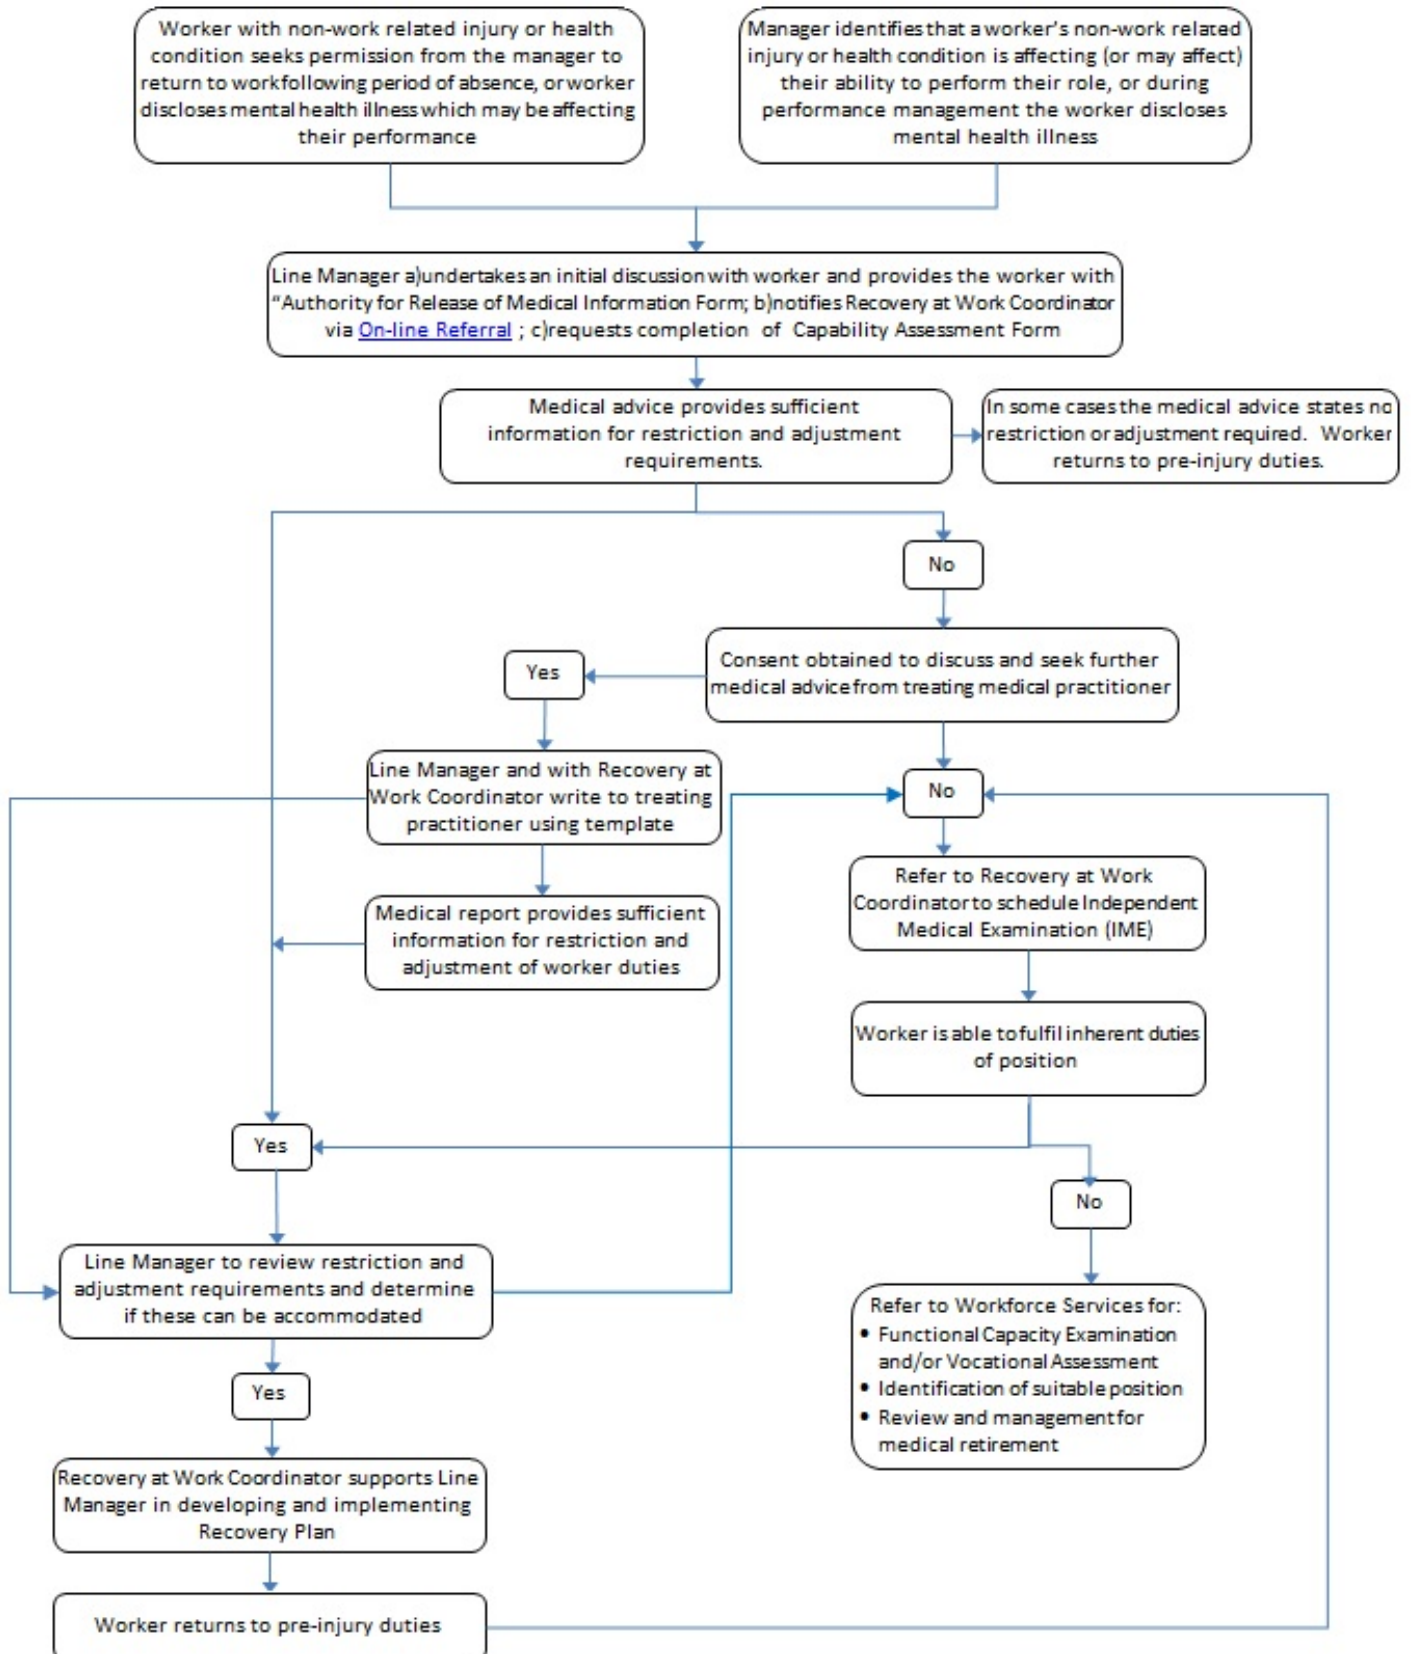 Worker with non-work related injury or health
condition seeks permission from the manager to
return to workfollowing period of absence, or worker
discloses mental health illness which may be affecting
their performance
Manager identifies that a worker's non-work related
injury or health condition is affecting (or may affect)
their ability to perform their role, or during
performance management the worker discloses
mental health illness
Line Manager a)undertakes an initial discussion with worker and provides the worker with
“Authority for Release of Medical Information Form; b)notifies Recovery at Work Coordinator
via On-line Referral ; c)requests completion of Capability Assessment Form
Medical advice provides sufficient
information for restriction and adjustment
requirements.
In some cases the medical advice states no
restriction or adjustment required. Worker
returns to pre-injury duties.
No
Consent obtained to discuss and seek further
medical advice from treating medical practitioner
Yes
Line Manager and with Recovery at
Work Coordinator write to treating
practitioner using template
No
Medical report provides sufficient
information for restriction and
adjustment of worker duties
Refer to Recovery at Work
Coordinator to schedule Independent
Medical Examination (IME)
Worker is able to fulfil inherent duties
of position
Yes
No
Line Manager to review restriction and
adjustment requirements and determine
if these can be accommodated
Refer to Workforce Services for:
• Functional Capacity Examination
and/or Vocational Assessment
• Identification of suitable position
• Review and management for
medical retirement
Yes
Recovery at Work Coordinator supports Line
Manager in developing and implementing
Recovery Plan
Worker returns to pre-injury duties